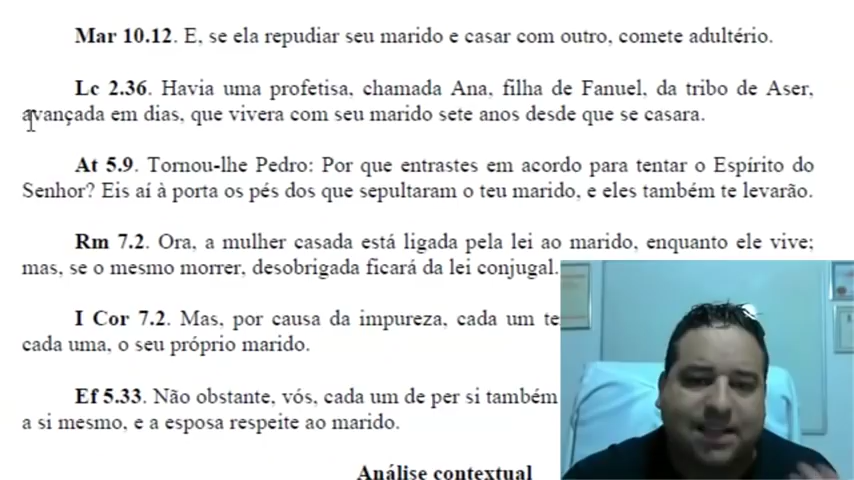 Mar 10.12. E, se ela repudiar seu marido e casar com outro, comete adultério.
Lc 2.36. Havia uma profetisa, chamada Ana, filha de Fanuel, da tribo de Aser,
avançada em dias, que vivera com seu marido sete anos desde que se casara.
At 5.9. Tornou-lhe Pedro: Por que entrastes em acordo para tentar o Espírito do
Senhor? Eis aí à porta os pés dos que sepultaram o teu marido, e eles também te levarão.
Rm 7.2. Ora, a mulher casada está ligada pela lei ao marido, enquanto ele vive;
mas, se o mesmo morrer, desobrigada ficará da lei conjugal.
I Cor 7.2. Mas, por causa da impureza, cada um te
cada uma, o seu próprio marido.
Ef 5.33. Não obstante, vós, cada um de per si também
a si mesmo, e a esposa respeite ao marido.
Análise contextual